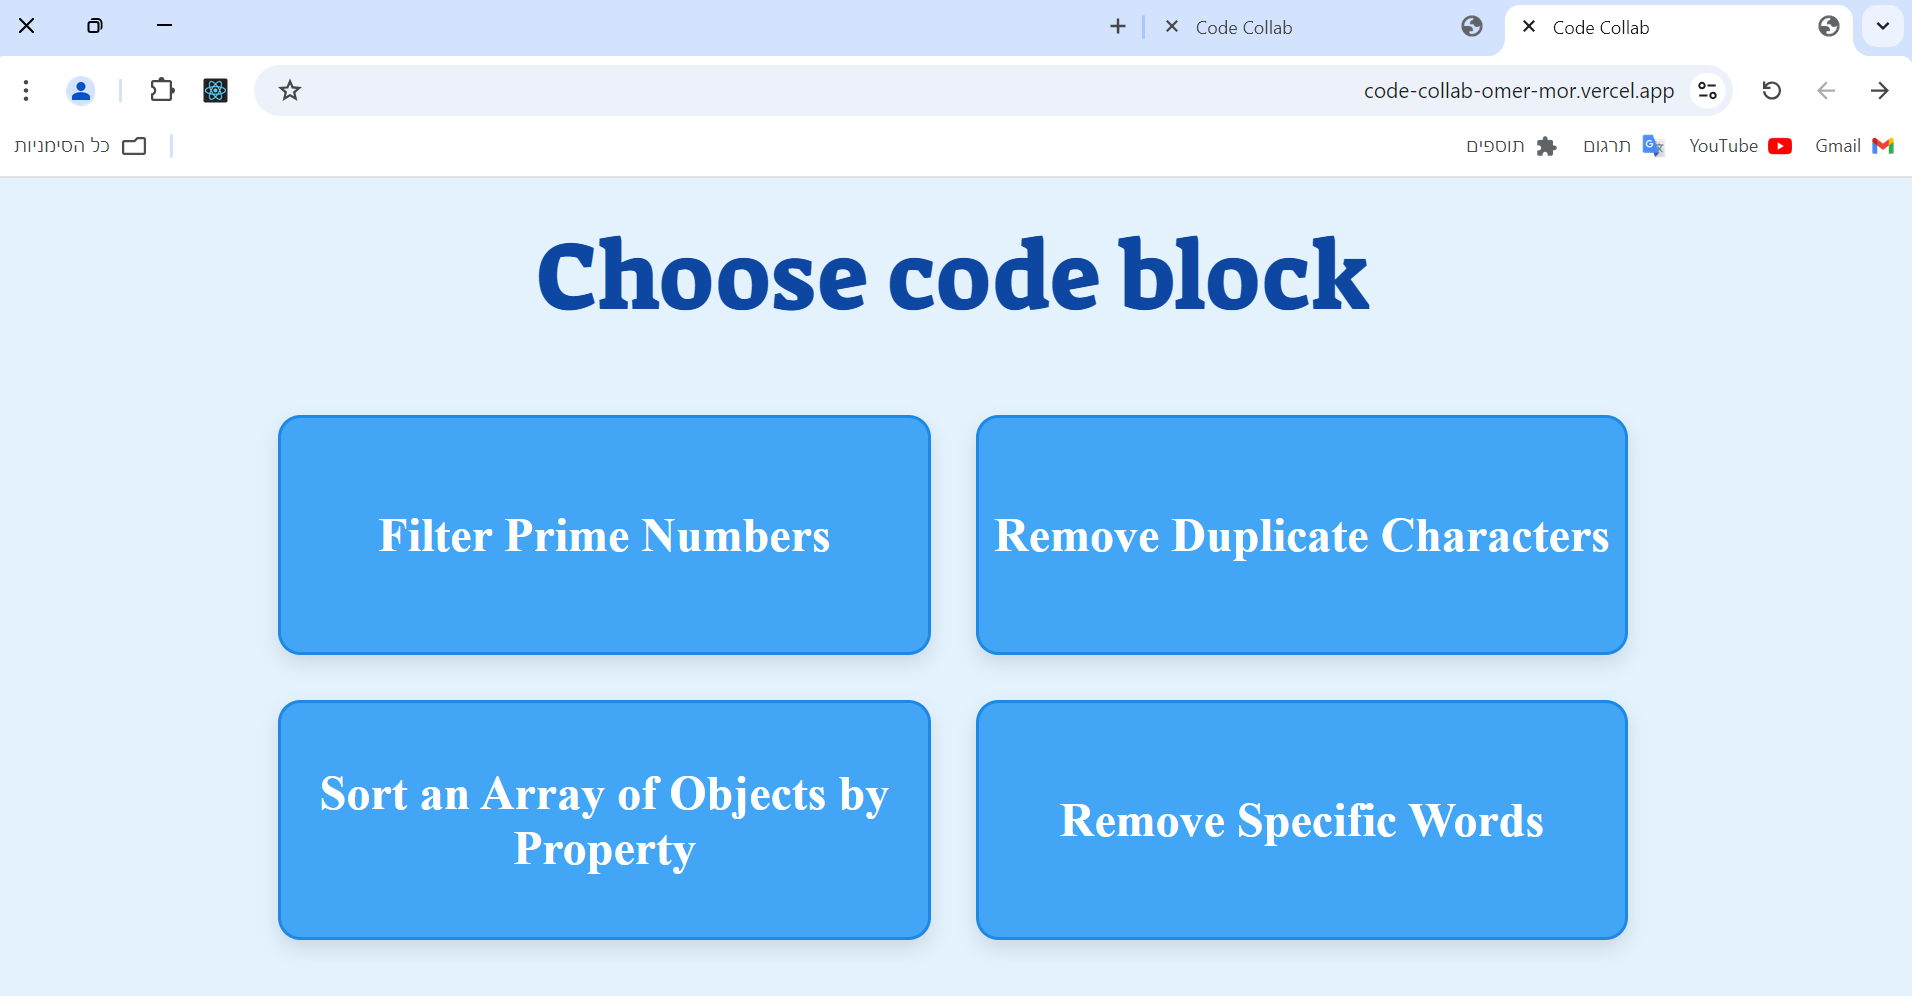 Code Collab
Code Collab
code-collab-omer-mor.vercel.app
Gmail
YouTube
תרגום
תוספים
כל הסימניות
Choose code block
Filter Prime Numbers
Remove Duplicate Characters
Sort an Array of Objects by
Property
Remove Specific Words